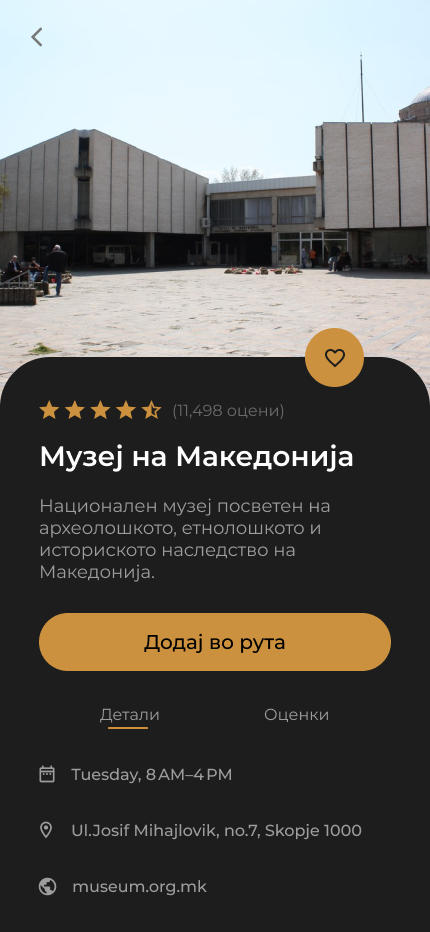 (11,498 оцени)
Музеј на Македонија
Национален музеј посветен на
археолошкото, етнолошкото и
историското наследство на
Македонија.
Додај во рута
Детали
Оценки
Tuesday, 8 AM–4 PM
Ul.Josif Mihajlovik, no.7, Skopje 1000
museum.org.mk